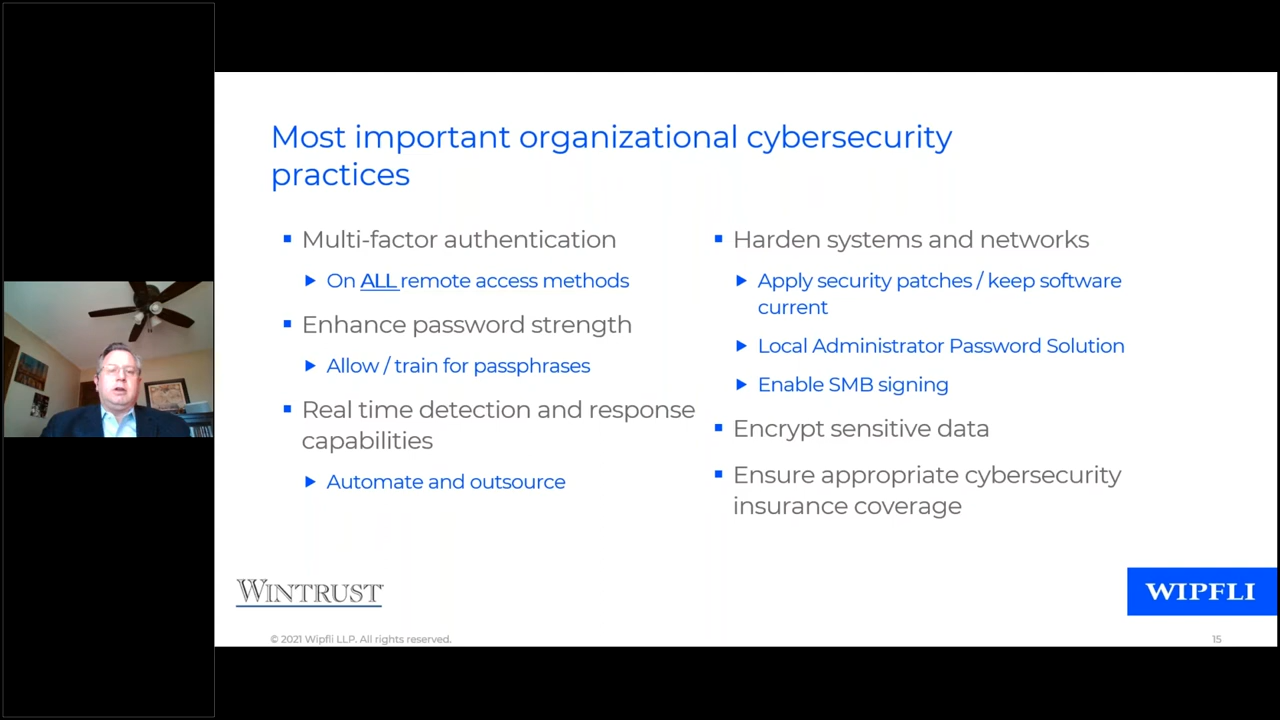 Most important organizational cybersecurity
practices
Multi-factor authentication
On ALL remote access methods
Enhance password strength
Allow / train for passphrases
Real time detection and response
capabilities
Automate and outsource
Harden systems and networks
Apply security patches / keep software
current
Local Administrator Password Solution
Enable SMB signing
Encrypt sensitive data
Ensure appropriate cybersecurity
insurance coverage
WINTRUST
WIPFLI
© 2021 Wipfli LLP. All rights reserved.
15